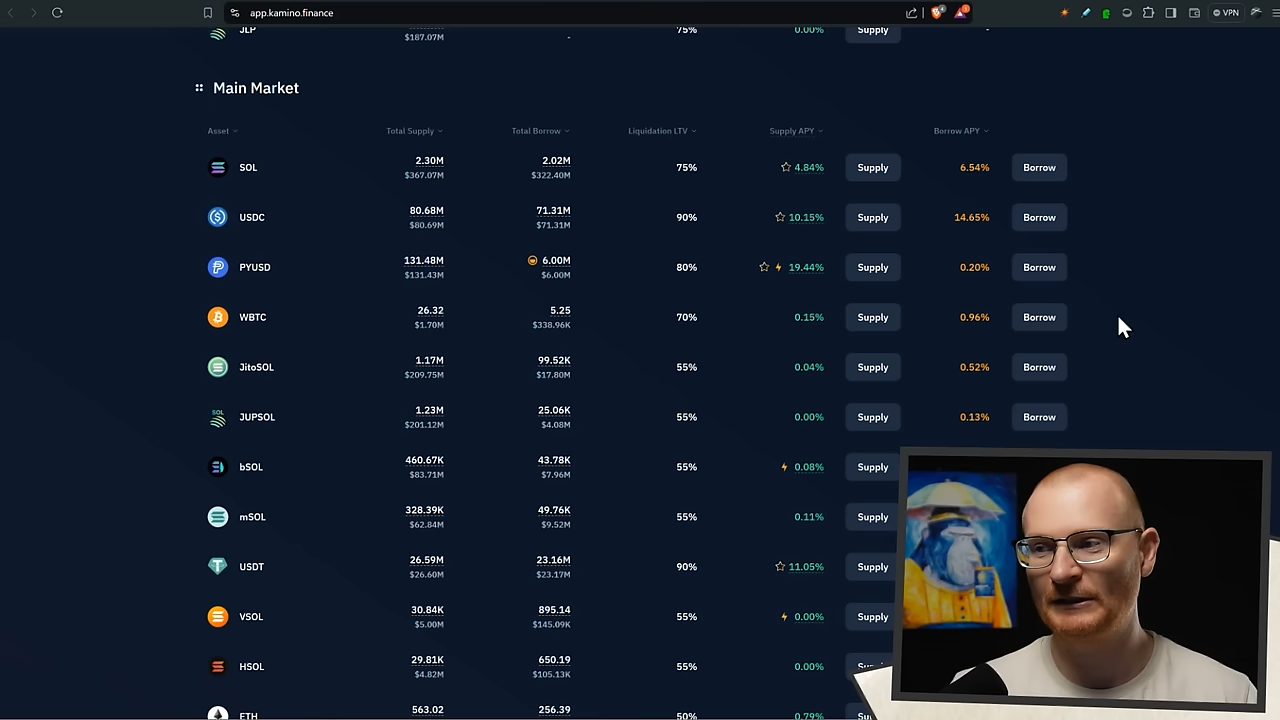 app.kamino.finance
4
1
VPN
JLP
$187.07M
-
75%
0.00%
Supply
-
Main Market
Asset
Total Supply
Total Borrow
Liquidation LTV
Supply APY
Borrow APY
SOL 2.30M 2.02M 75% 4.84% Supply 6.54% Borrow
$367.07M $322.40M
USDC 80.68M 71.31M 90% 10.15% Supply 14.65% Borrow
$80.69M $71.31M
PYUSD 131.48M 6.00M 80% 19.44% Supply 0.20% Borrow
$131.43M $6.00M
WBTC 26.32 5.25 70% 0.15% Supply 0.96% Borrow
$1.70M $338.96K
JitoSOL 1.17M 99.52K 55% 0.04% Supply 0.52% Borrow
$209.75M $17.80M
JUPSOL 1.23M 25.06K 55% 0.00% Supply 0.13% Borrow
$201.12M $4.08M
bSOL 460.67K 43.78K 55% 0.08% Supply
$83.71M $7.96M
mSOL 328.39K 49.76K 55% 0.11% Supply
$62.84M $9.52M
USDT 26.59M 23.16M 90% 11.05% Supply
$26.60M $23.17M
VSOL 30.84K 895.14 55% 0.00% Supply
$5.00M $145.09K
HSOL 29.81K 650.19 55% 0.00%
$4.82M $105.13K
ETH 563.02 256.39 50% 0.79%